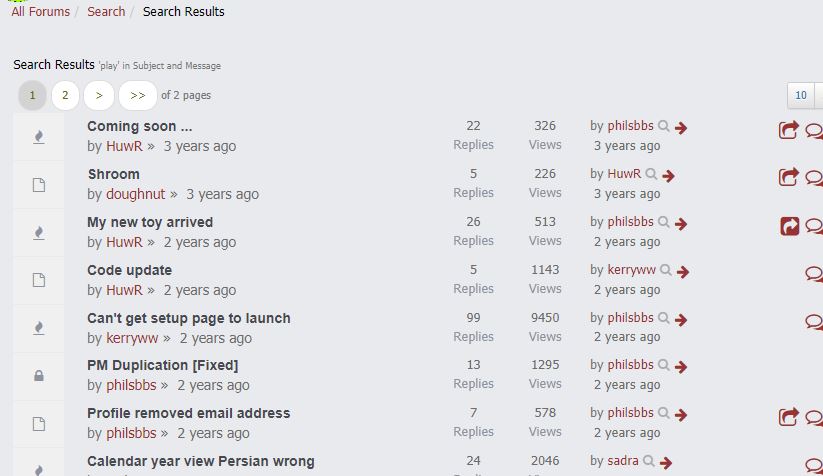 All Forums / Search / Search Results
Search Results 'play' in Subject and Message
1 2 > >> of 2 pages 10
Coming soon ... 22 326 by philsbbs
by HuwR » 3 years ago Replies Views 3 years ago
Shroom 5 226 by HuwR
by doughnut » 3 years ago Replies Views 3 years ago
My new toy arrived 26 513 by philsbbs
by HuwR » 2 years ago Replies Views 2 years ago
Code update 5 1143 by kerryww
by HuwR » 2 years ago Replies Views 2 years ago
Can't get setup page to launch 99 9450 by philsbbs
by kerryww » 2 years ago Replies Views 2 years ago
PM Duplication [Fixed] 13 1295 by philsbbs
by philsbbs » 2 years ago Replies Views 2 years ago
Profile removed email address 7 578 by philsbbs
by philsbbs » 2 years ago Replies Views 2 years ago
Calendar year view Persian wrong 24 2046 by sadra